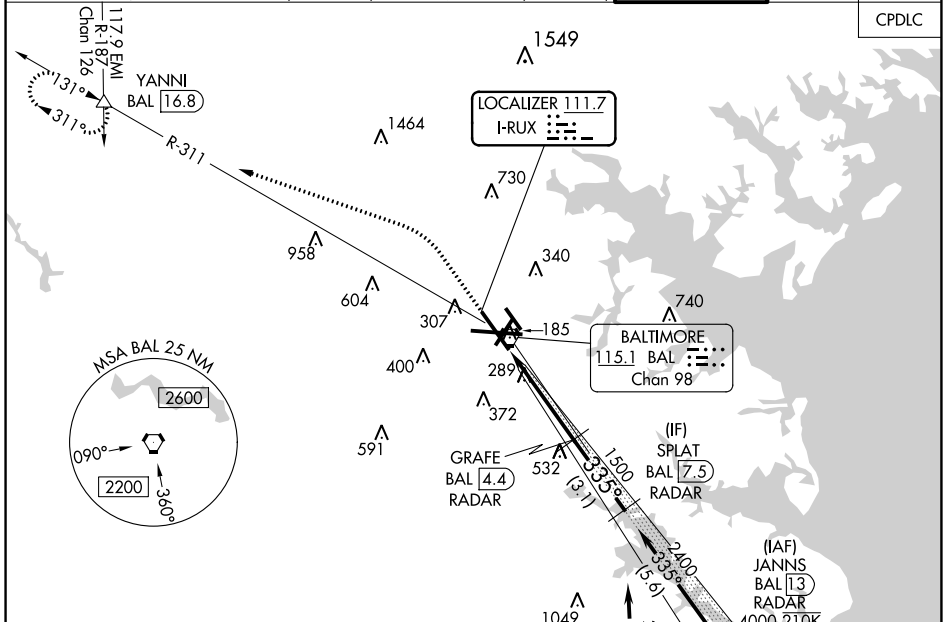 CPDLC
117.9 EMI
R-187
Chan 126
1549
YANNI
BAL 16.8
131°
311°
LOCALIZER 111.7
I-RUX
1464
R-311
730
958
340
604
740
307
185
BALTIMORE
115.1 BAL
Chan 98
MSA BAL 25 NM
400
289
2600
372
090°
591
(IF)
SPLAT
BAL 7.5
RADAR
GRAFE
BAL 4.4
RADAR
532
1500
335°
(3.1)
2200
360°
2400
335°
(5.6)
(IAF)
JANNS
BAL 13
RADAR
4000 210K
1049